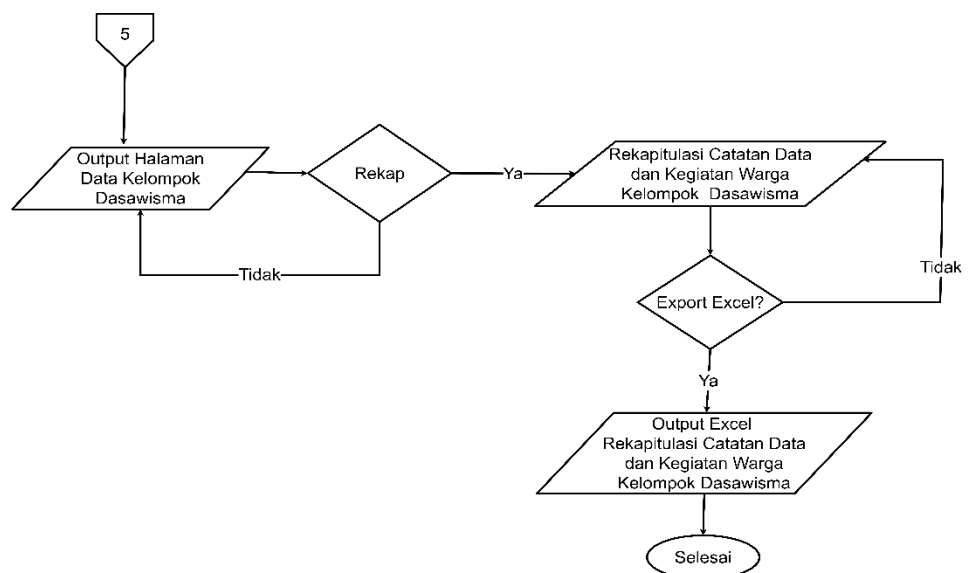 5
Output Halaman
Data Kelompok
Dasawisma
Rekap
Ya
Rekapitulasi Catatan Data
dan Kegiatan Warga
Kelompok Dasawisma
Tidak
Tidak
Export Excel?
Ya
Output Excel
Rekapitulasi Catatan Data
dan Kegiatan Warga
Kelompok Dasawisma
Selesai